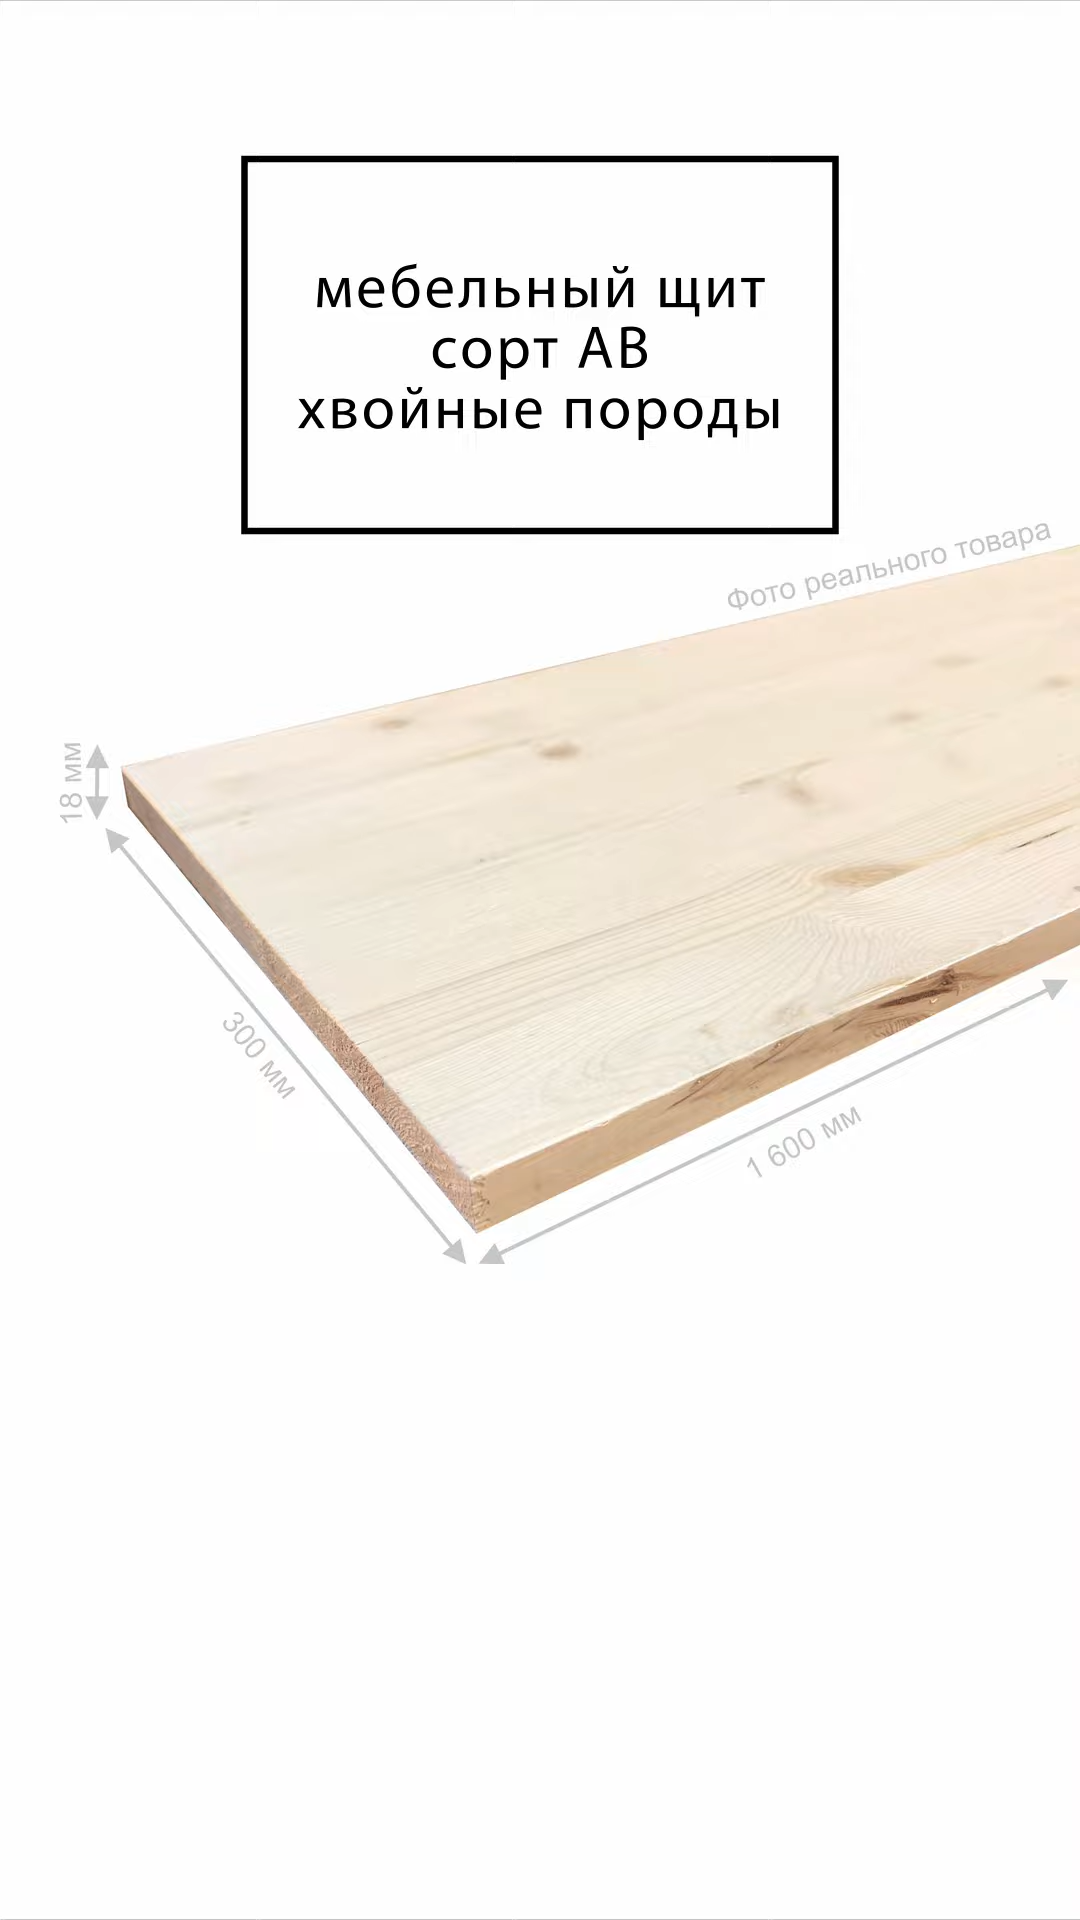 мебельный щит
сорт АВ
хвойные породы
Фото реального товара
18 мм
300 мм
1 600 мм